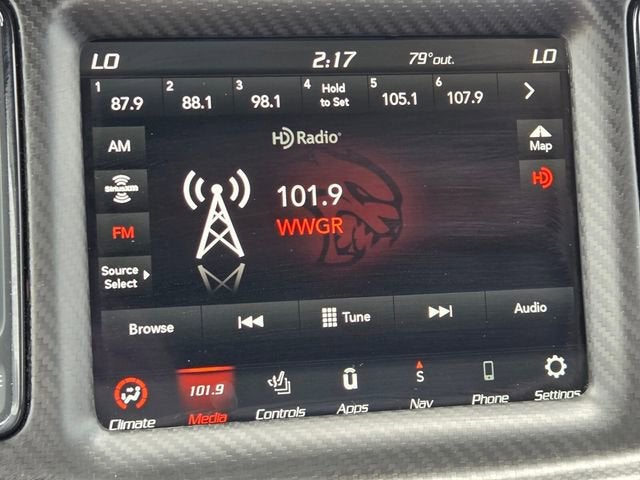 LO 2:17 79°out. LO
1 87.9 2 88.1 3 98.1 4 Hold to Set 5 105.1 6 107.9
HD Radio®
AM
Map
SiriusXM
HD
101.9
FM
WWGR
Source
Select
Browse
Tune
Audio
Climate
101.9
Media
Controls
u
Apps
S
Nav
Phone
Settings